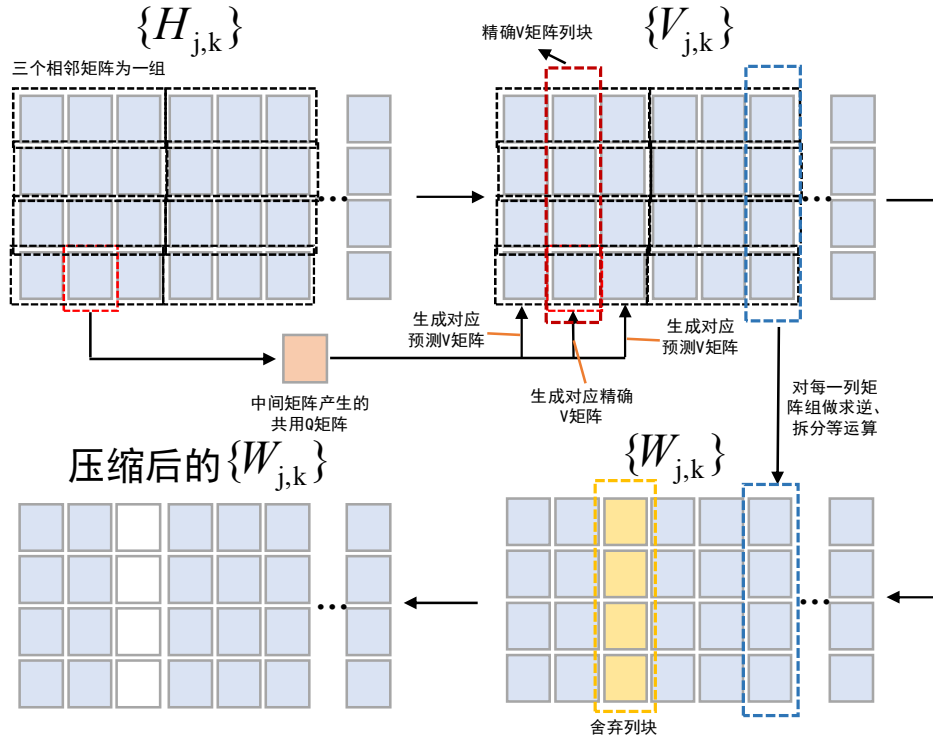 {H j,k}
精确V矩阵列块
{V j,k}
三个相邻矩阵为一组
...
...
生成对应
预测V矩阵
生成对应
预测V矩阵
中间矩阵产生的
共用Q矩阵
生成对应精确
V矩阵
对每一列矩
阵组做求逆、
拆分等运算
压缩后的{W j,k}
{W j,k}
...
...
舍弃列块